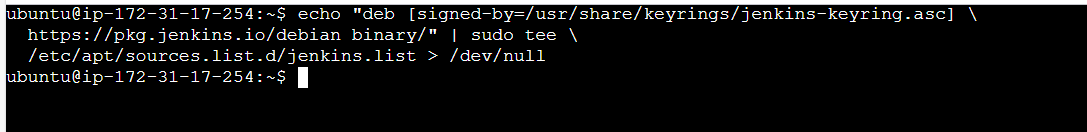 ubuntu@ip-172-31-17-254:~$ echo "deb [signed-by=/usr/share/keyrings/jenkins-keyring.asc] \
  https://pkg.jenkins.io/debian binary/" | sudo tee \
  /etc/apt/sources.list.d/jenkins.list > /dev/null
ubuntu@ip-172-31-17-254:~$